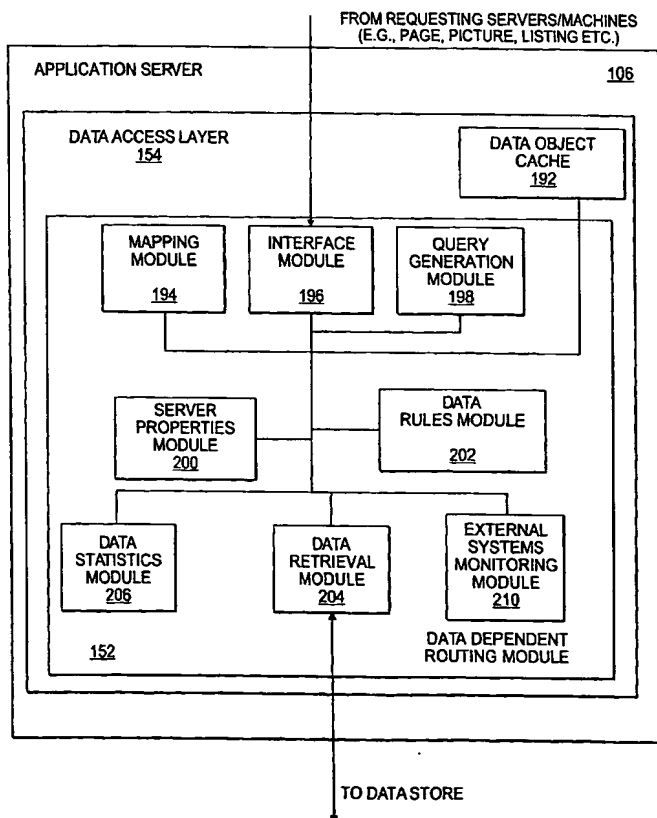 FROM REQUESTING SERVERS/MACHINES
(E.G., PAGE, PICTURE, LISTING ETC.)
APPLICATION SERVER
106
DATA ACCESS LAYER
154
DATA OBJECT
CACHE
192
MAPPING
MODULE
194
INTERFACE
MODULE
196
QUERY
GENERATION
MODULE
198
SERVER
PROPERTIES
MODULE
200
DATA
RULES MODULE
202
DATA
STATISTICS
MODULE
206
DATA
RETRIEVAL
MODULE
204
EXTERNAL
SYSTEMS
MONITORING
MODULE
210
152
DATA DEPENDENT
ROUTING MODULE
TO DATA STORE